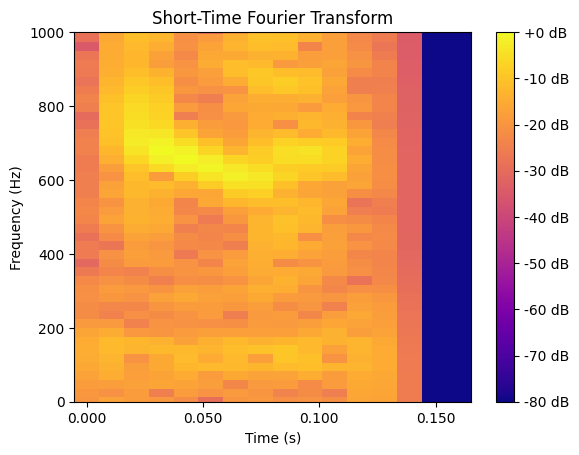 Short-Time Fourier Transform
Frequency (Hz)
1000
800
600
400
200
0
0.000
0.050
0.100
0.150
Time (s)
+0 dB
-10 dB
-20 dB
-30 dB
-40 dB
-50 dB
-60 dB
-70 dB
-80 dB